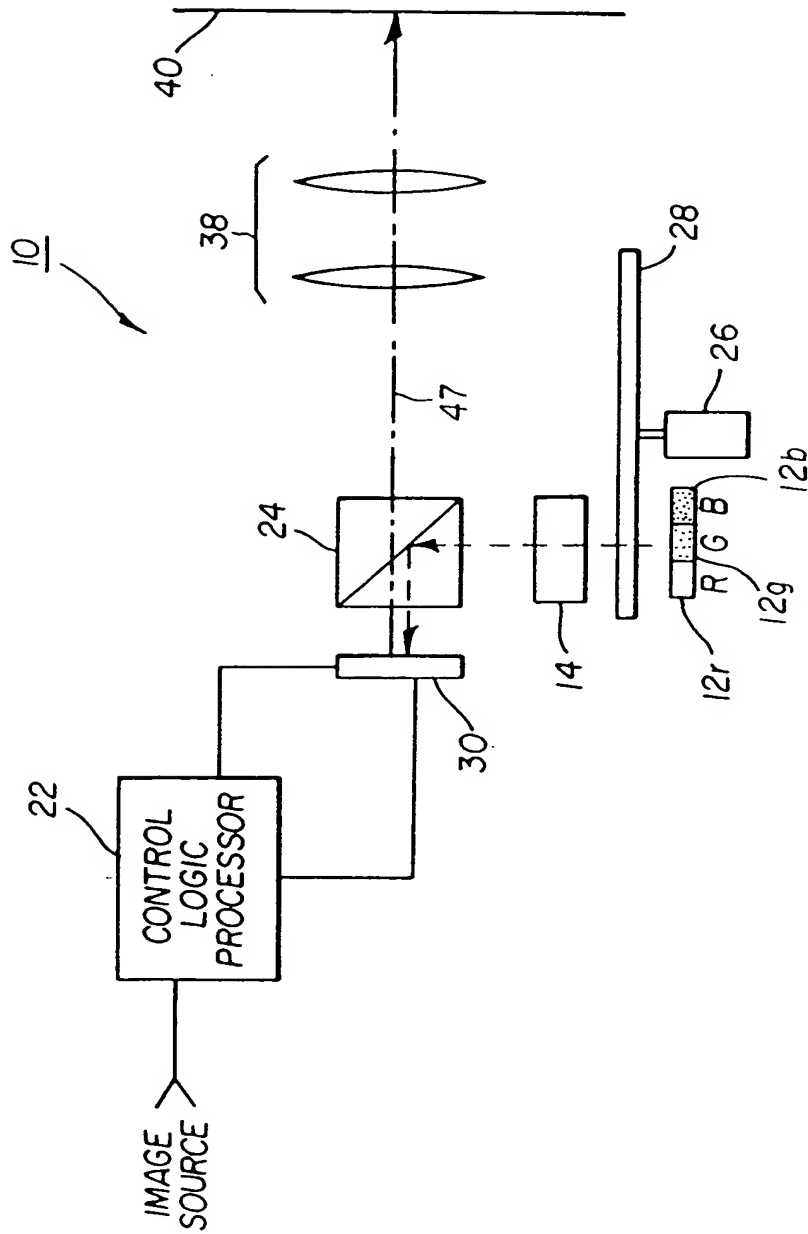 10
IMAGE
SOURCE
CONTROL
LOGIC
PROCESSOR
22
24
30
47
38
40
14
28
26
R G B
12r
12g
12b